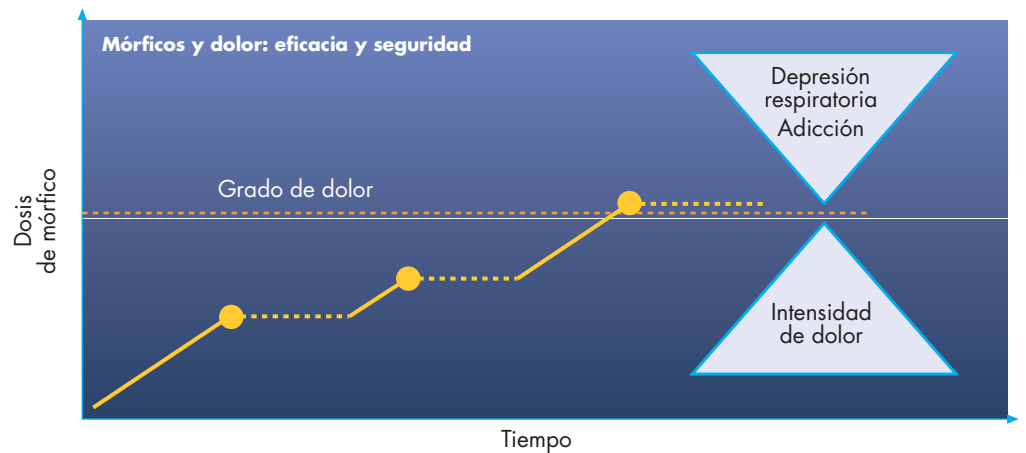 Mórficos y dolor: eficacia y seguridad
Depresión
respiratoria
Adicción
Grado de dolor
Dosis
de mórfico
Intensidad
de dolor
Tiempo